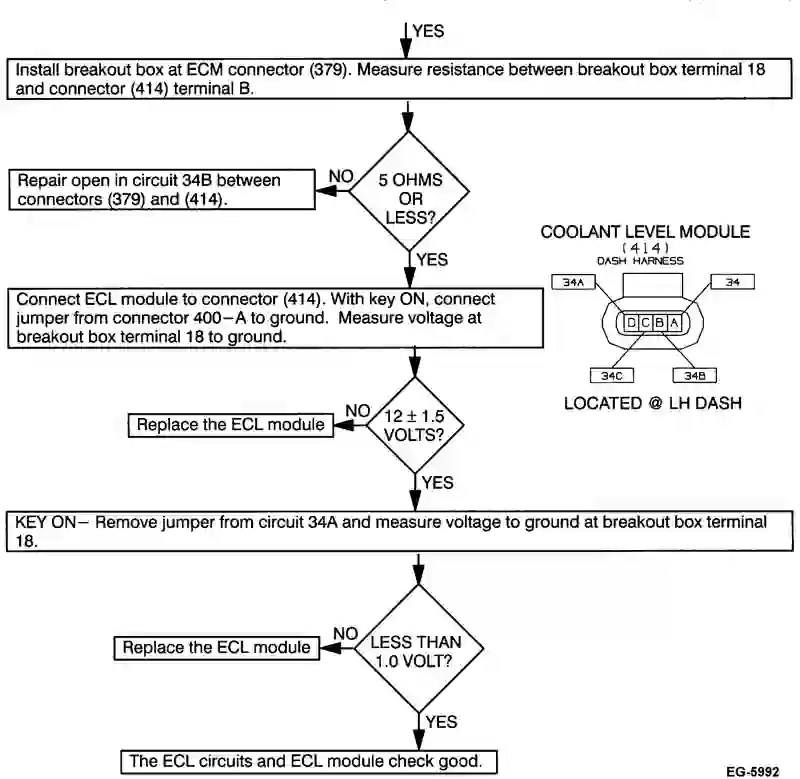 YES
Install breakout box at ECM connector (379). Measure resistance between breakout box terminal 18
and connector (414) terminal B.
NO
Repair open in circuit 34B between
connectors (379) and (414).
5 OHMS
OR
LESS?
YES
COOLANT LEVEL MODULE
(414)
DASH HARNESS
34A
34
D C B A
34C
34B
LOCATED @ LH DASH
Connect ECL module to connector (414). With key ON, connect
jumper from connector 400–A to ground. Measure voltage at
breakout box terminal 18 to ground.
Replace the ECL module
NO
12 ± 1.5
VOLTS?
YES
KEY ON– Remove jumper from circuit 34A and measure voltage to ground at breakout box terminal
18.
Replace the ECL module
NO
LESS THAN
1.0 VOLT?
YES
The ECL circuits and ECL module check good.
EG-5992